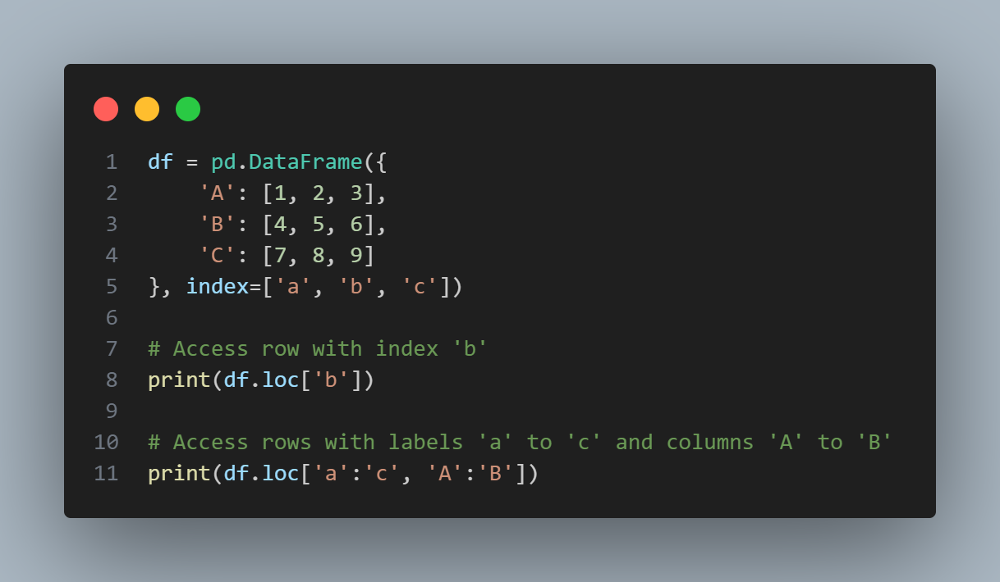 1 df = pd.DataFrame({
2     'A': [1, 2, 3],
3     'B': [4, 5, 6],
4     'C': [7, 8, 9]
5 }, index=['a', 'b', 'c'])
6
7 # Access row with index 'b'
8 print(df.loc['b'])
9
10 # Access rows with labels 'a' to 'c' and columns 'A' to 'B'
11 print(df.loc['a':'c', 'A':'B'])